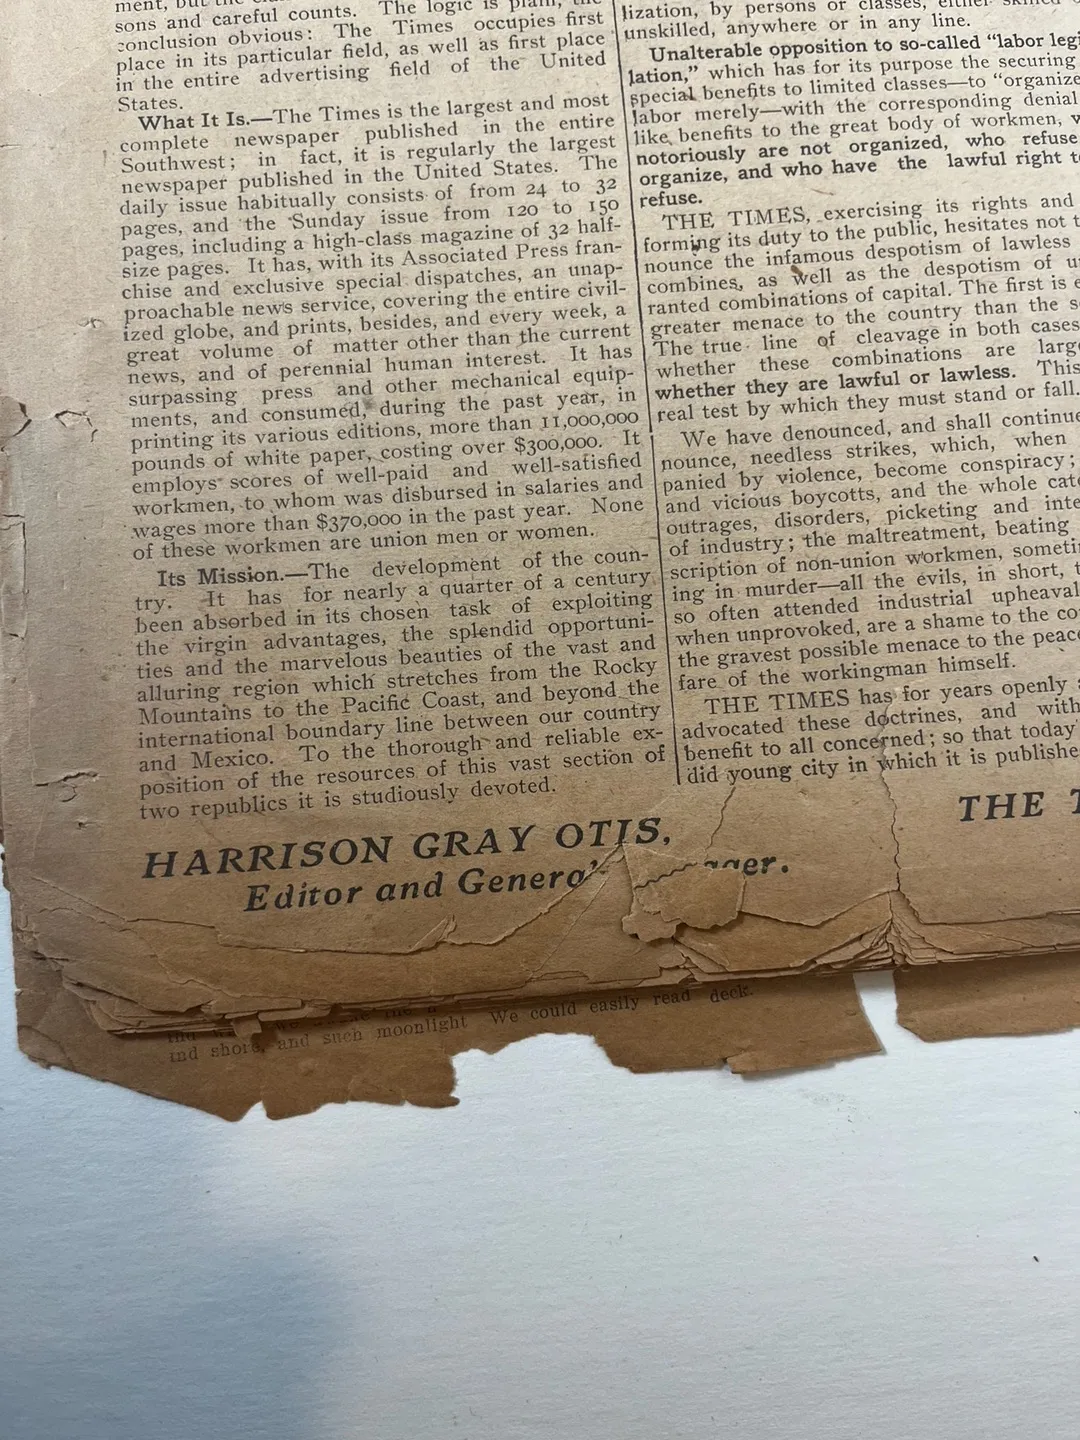 ment, but the
sons and careful counts. The logic is plain, the
conclusion obvious: The Times occupies first
place in its particular field, as well as first place
in the entire advertising field of the United
States.
What It Is.—The Times is the largest and most
complete newspaper published in the entire
Southwest; in fact, it is regularly the largest
newspaper published in the United States. The
daily issue habitually consists of from 24 to 32
pages, and the Sunday issue from 120 to 150
pages, including a high-class magazine of 32 half-
size pages. It has, with its Associated Press fran-
chise and exclusive special dispatches, an unap-
proachable news service, covering the entire civil-
ized globe, and prints, besides, and every week, a
great volume of matter other than the current
news, and of perennial human interest. It has
surpassing press and other mechanical equip-
ments, and consumed, during the past year, in
printing its various editions, more than 11,000,000
pounds of white paper, costing over $300,000. It
employs scores of well-paid and well-satisfied
workmen, to whom was disbursed in salaries and
wages more than $370,000 in the past year. None
of these workmen are union men or women.
Its Mission.—The development of the coun-
try. It has for nearly a quarter of a century
been absorbed in its chosen task of exploiting
the virgin advantages, the splendid opportuni-
ties and the marvelous beauties of the vast and
alluring region which stretches from the Rocky
Mountains to the Pacific Coast, and beyond the
international boundary line between our country
and Mexico. To the thorough and reliable ex-
position of the resources of this vast section of
two republics it is studiously devoted.
HARRISON GRAY OTIS,
Editor and General
lization, by persons or classes, either skilled
unskilled, anywhere or in any line.
Unalterable opposition to so-called "labor legi
lation," which has for its purpose the securing
special benefits to limited classes—to "organize
labor merely—with the corresponding denial
like benefits to the great body of workmen, w
notoriously are not organized, who refuse
organize, and who have the lawful right t
refuse.
THE TIMES, exercising its rights and
forming its duty to the public, hesitates not t
nounce the infamous despotism of lawless
combines, as well as the despotism of u
ranted combinations of capital. The first is
greater menace to the country than the s
The true line of cleavage in both cases
whether these combinations are larg
whether they are lawful or lawless. This
real test by which they must stand or fall.
We have denounced, and shall continue
nounce, needless strikes, which, when
panied by violence, become conspiracy;
and vicious boycotts, and the whole cat
outrages, disorders, picketing and inte
of industry; the maltreatment, beating
scription of non-union workmen, someti
ing in murder—all the evils, in short, t
so often attended industrial upheaval
when unprovoked, are a shame to the co
the gravest possible menace to the peace
fare of the workingman himself.
THE TIMES has for years openly
advocated these doctrines, and with
benefit to all concerned; so that today
did young city in which it is publishe
THE T
and shore, and such moonlight We could easily read deck.